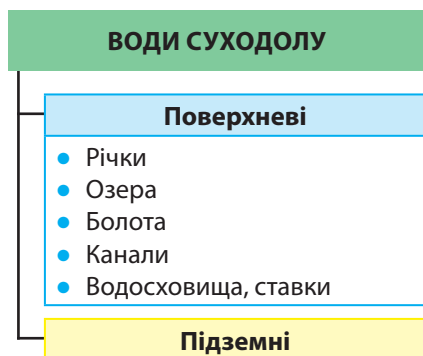 ВОДИ СУХОДОЛУ
Поверхневі
Річки
Озера
Болота
Канали
Водосховища, ставки
Підземні